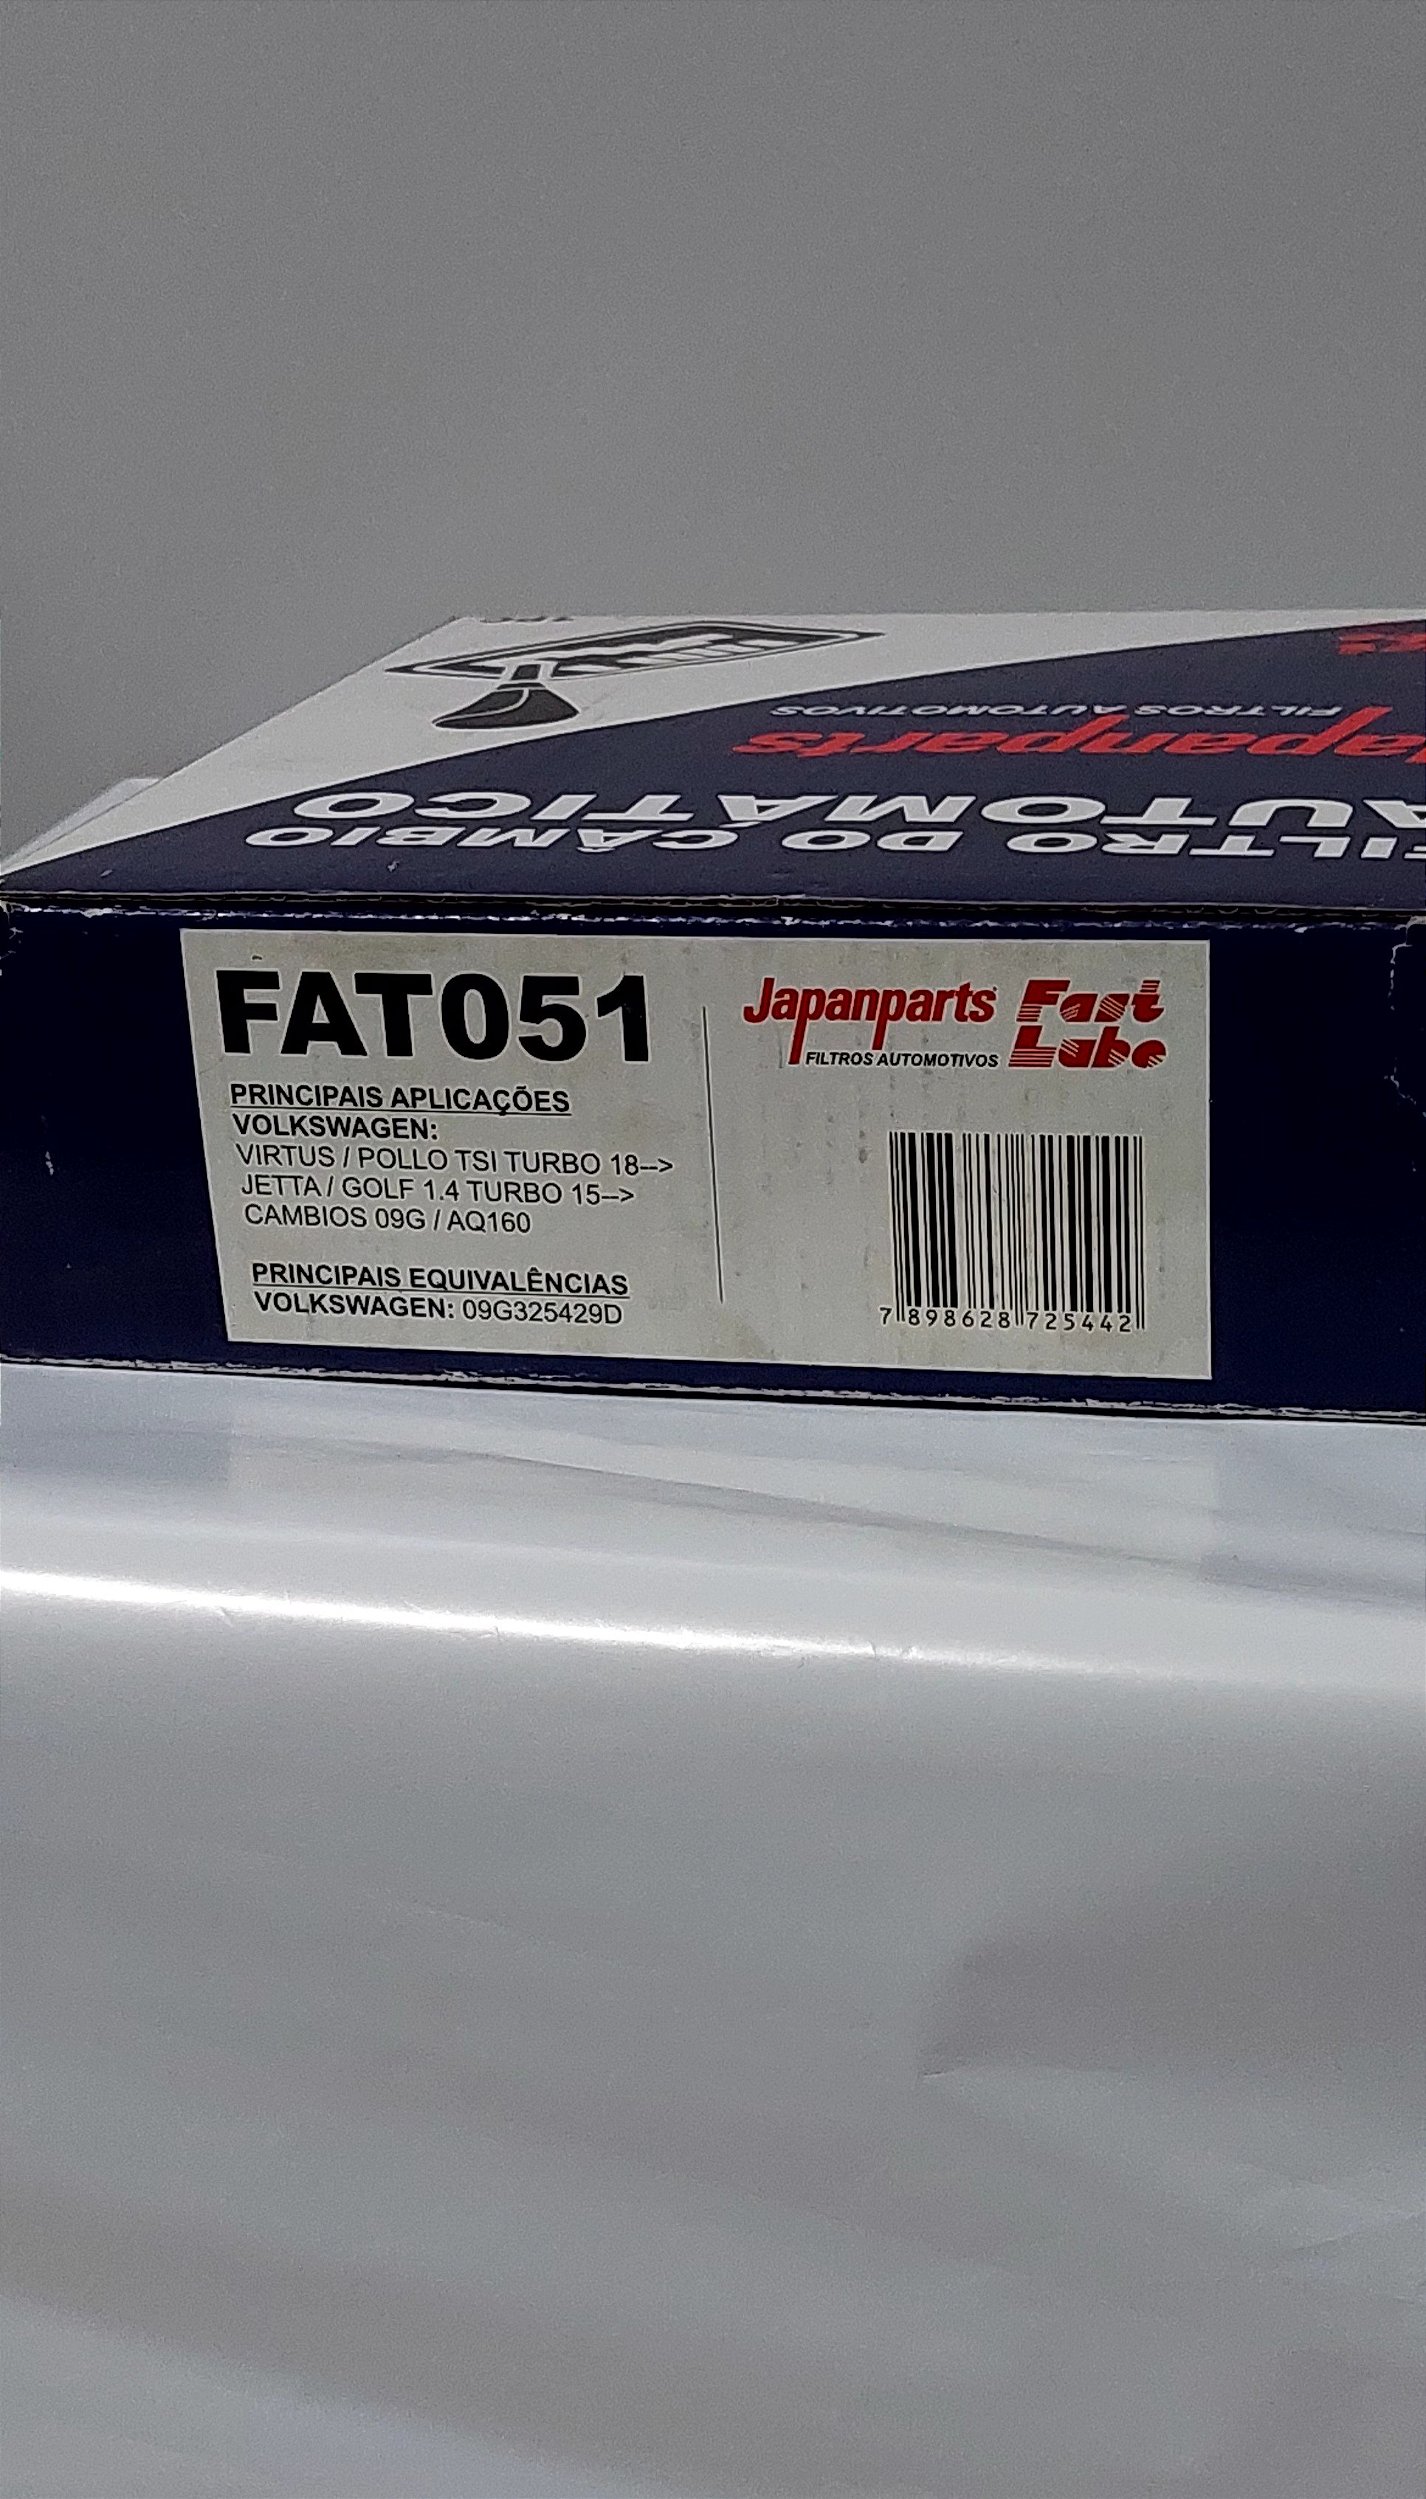 FILTROS AUTOMOTIVOS
apanparts
AUTOMÁTICO
FILTRO DO CÂMBIO
FAT051
PRINCIPAIS APLICAÇÕES
VOLKSWAGEN:
VIRTUS / POLLO TSI TURBO 18-->
JETTA / GOLF 1.4 TURBO 15-->
CAMBIOS 09G / AQ160
PRINCIPAIS EQUIVALÊNCIAS
VOLKSWAGEN: 09G325429D
Japanparts Fast Lube
FILTROS AUTOMOTIVOS
7 898628 725442